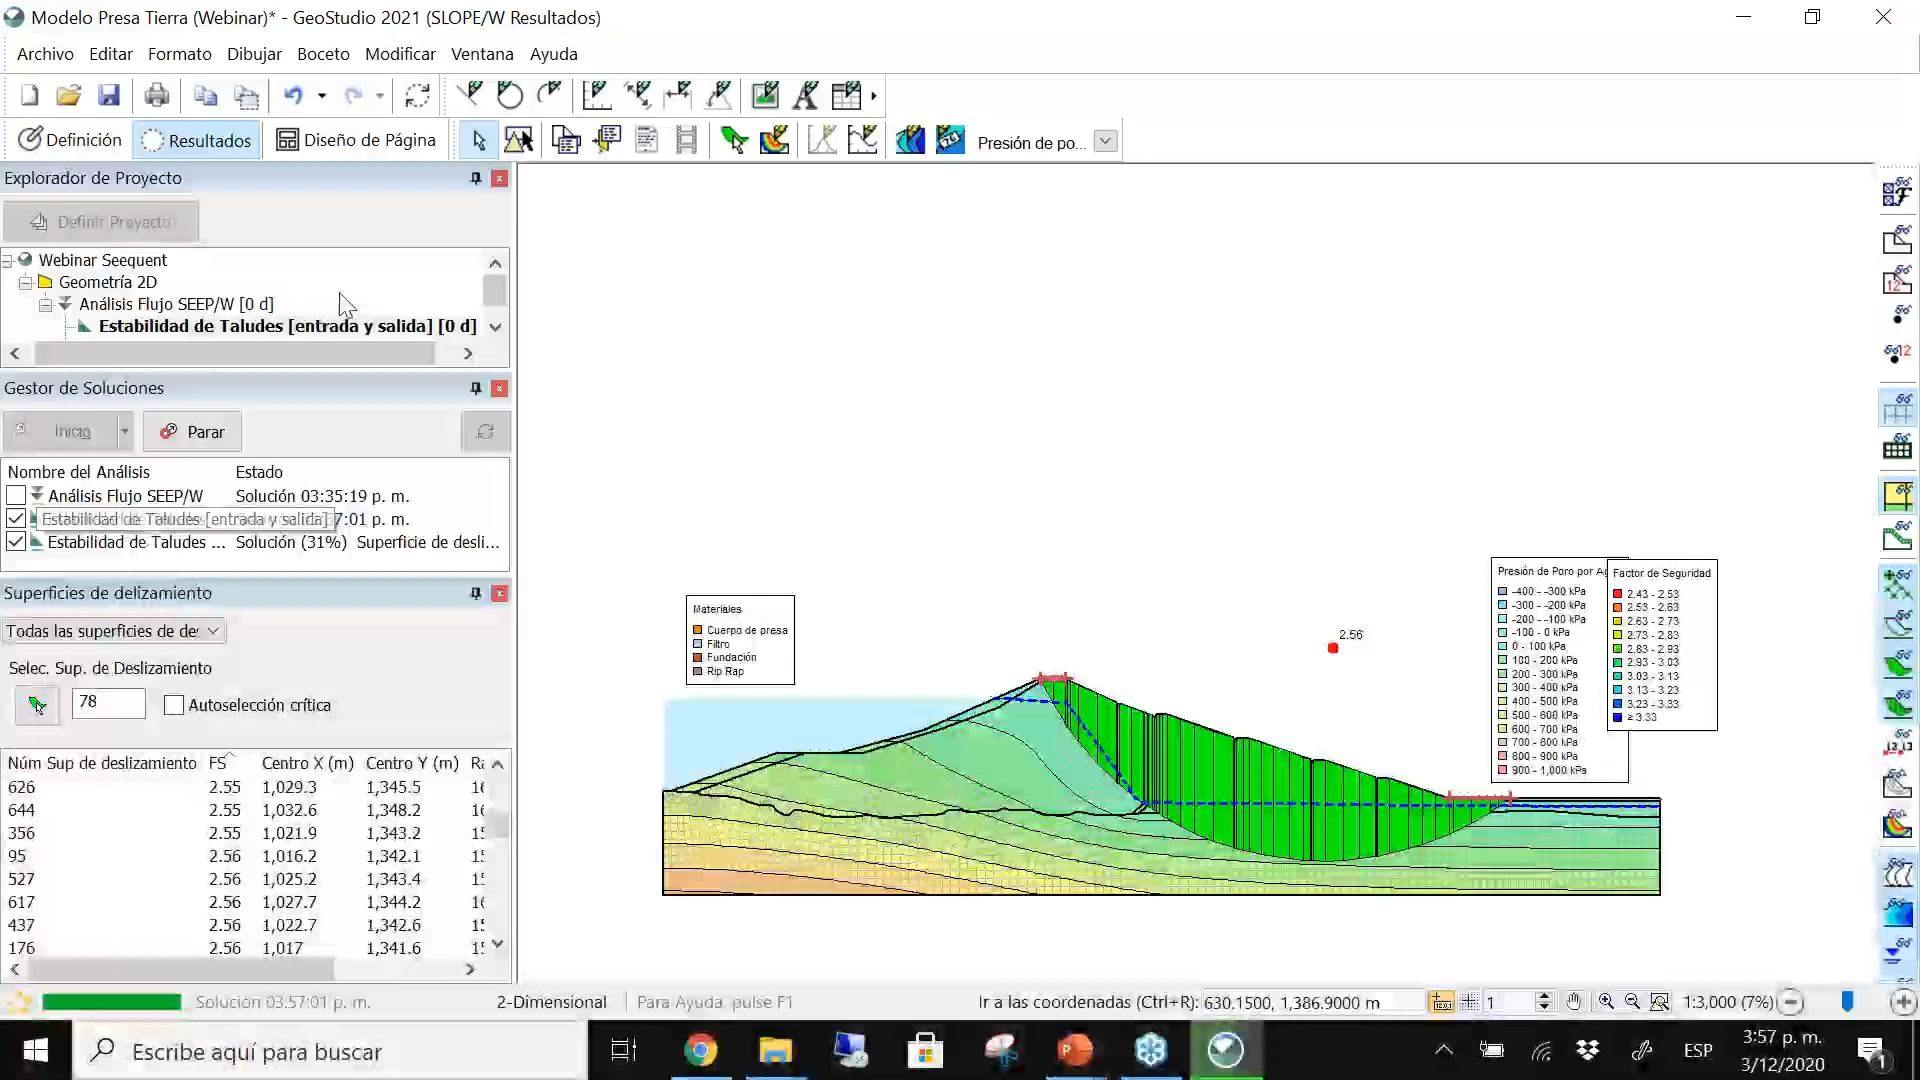 Modelo Presa Tierra (Webinar)* - GeoStudio 2021 (SLOPE/W Resultados)
Archivo Editar Formato Dibujar Boceto Modificar Ventana Ayuda
Definición Resultados Diseño de Página Presión de po...
Explorador de Proyecto
Definir Proyecto
Webinar Seequent
Geometría 2D
Análisis Flujo SEEP/W [0 d]
Estabilidad de Taludes [entrada y salida] [0 d]
Gestor de Soluciones
Inicio Parar
Nombre del Análisis Estado
Análisis Flujo SEEP/W Solución 03:35:19 p. m.
Estabilidad de Taludes [entrada y salida] 7:01 p. m.
Estabilidad de Taludes ... Solución (31%) Superficie de desli...
Superficies de delizamiento
Todas las superficies de de
Selec. Sup. de Deslizamiento
78 Autoselección crítica
Núm Sup de deslizamiento FS Centro X (m) Centro Y (m) Ra
626 2.55 1,029.3 1,345.5 16
644 2.55 1,032.6 1,348.2 16
356 2.55 1,021.9 1,343.2 15
95 2.56 1,016.2 1,342.1 15
527 2.56 1,025.2 1,343.4 15
617 2.56 1,027.7 1,344.2 16
437 2.56 1,022.7 1,342.6 15
176 2.56 1,017 1,341.6 15
Materiales
Cuerpo de presa
Filtro
Fundación
Rip Rap
2.56
Presión de Poro por Ag
-400 - -300 kPa
-300 - -200 kPa
-200 - -100 kPa
-100 - 0 kPa
0 - 100 kPa
100 - 200 kPa
200 - 300 kPa
300 - 400 kPa
400 - 500 kPa
500 - 600 kPa
600 - 700 kPa
700 - 800 kPa
800 - 900 kPa
900 - 1,000 kPa
Factor de Seguridad
2.43 - 2.53
2.53 - 2.63
2.63 - 2.73
2.73 - 2.83
2.83 - 2.93
2.93 - 3.03
3.03 - 3.13
3.13 - 3.23
3.23 - 3.33
≥ 3.33
Solución 03:57:01 p. m. 2-Dimensional Para Ayuda, pulse F1 Ir a las coordenadas (Ctrl+R): 630.1500, 1,386.9000 m 1 1:3,000 (7%)
Escribe aquí para buscar
ESP
3:57 p. m.
3/12/2020
1